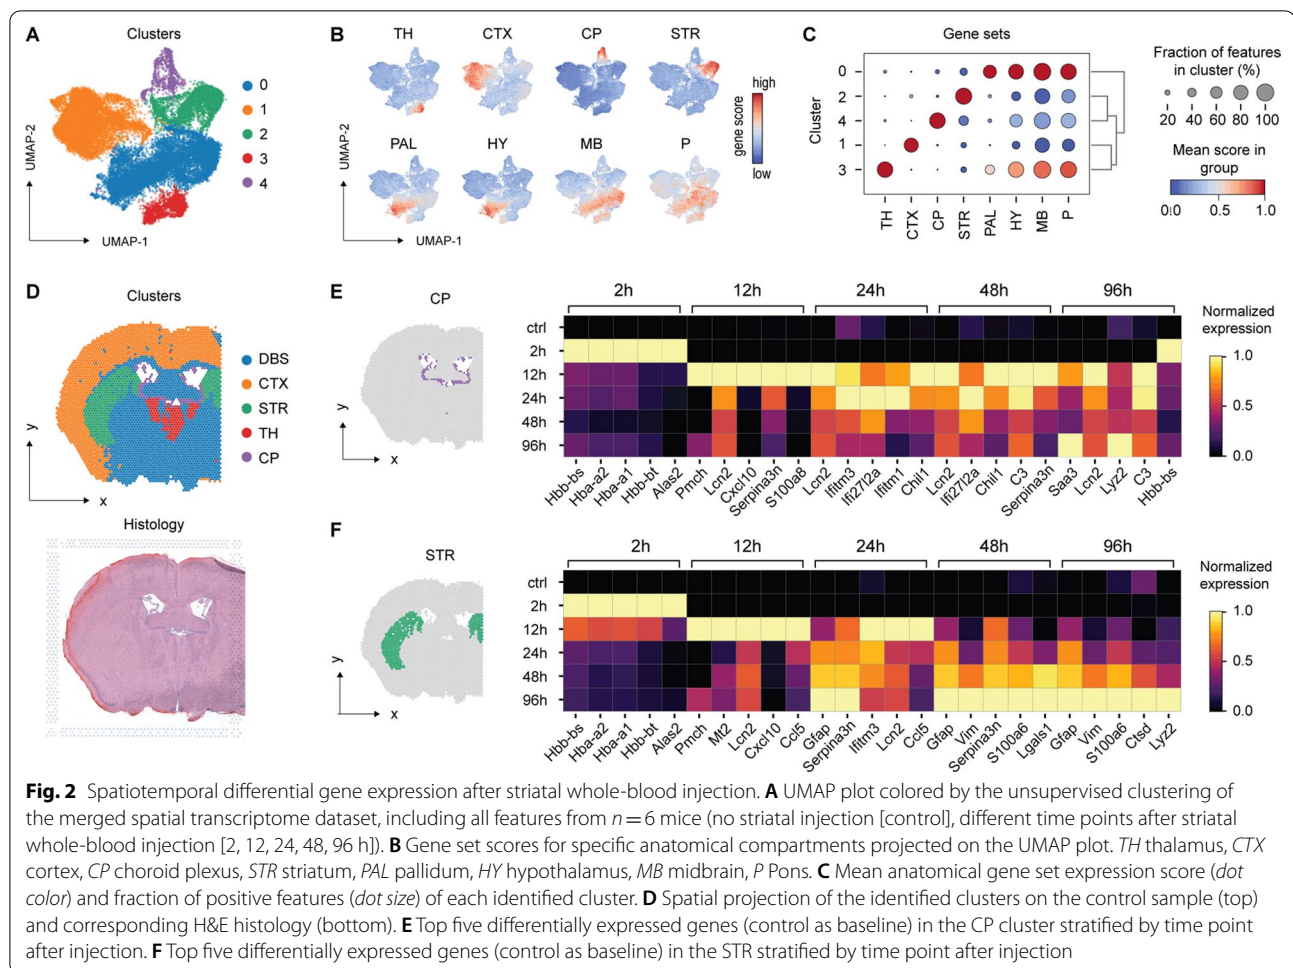 A
Clusters
UMAP-2
UMAP-1
0
1
2
3
4
B
TH
CTX
CP
STR
PAL
HY
MB
P
UMAP-2
UMAP-1
high
gene score
low
C
Gene sets
Cluster
0
2
4
1
3
TH
CTX
CP
STR
PAL
HY
MB
P
Fraction of features
in cluster (%)
20 40 60 80 100
Mean score in
group
0.0 0.5 1.0
D
Clusters
y
x
DBS
CTX
STR
TH
CP
Histology
E
CP
y
x
2h 12h 24h 48h 96h
ctrl
2h
12h
24h
48h
96h
Hbb-bs Hba-a2 Hba-a1 Hbb-bt Alas2 Pmch Lcn2 Cxcl10 Serpina3n S100a8 Lcn2 Ifitm3 Ifi27l2a Ifitm1 Chil1 Lcn2 Ifi27l2a Chil1 C3 Serpina3n Saa3 Lcn2 Lyz2 C3 Hbb-bs
Normalized
expression
1.0
0.5
0.0
F
STR
y
x
2h 12h 24h 48h 96h
ctrl
2h
12h
24h
48h
96h
Hbb-bs Hba-a2 Hba-a1 Hbb-bt Alas2 Pmch Mt2 Lcn2 Cxcl10 Ccl5 Gfap Serpina3n Ifitm3 Lcn2 Ccl5 Gfap Vim Serpina3n S100a6 Lgals1 Gfap Vim S100a6 Ctsd Lyz2
Normalized
expression
1.0
0.5
0.0
Fig. 2 Spatiotemporal differential gene expression after striatal whole-blood injection. A UMAP plot colored by the unsupervised clustering of
the merged spatial transcriptome dataset, including all features from n = 6 mice (no striatal injection [control], different time points after striatal
whole-blood injection [2, 12, 24, 48, 96 h]). B Gene set scores for specific anatomical compartments projected on the UMAP plot. TH thalamus, CTX
cortex, CP choroid plexus, STR striatum, PAL pallidum, HY hypothalamus, MB midbrain, P Pons. C Mean anatomical gene set expression score (dot
color) and fraction of positive features (dot size) of each identified cluster. D Spatial projection of the identified clusters on the control sample (top)
and corresponding H&E histology (bottom). E Top five differentially expressed genes (control as baseline) in the CP cluster stratified by time point
after injection. F Top five differentially expressed genes (control as baseline) in the STR stratified by time point after injection